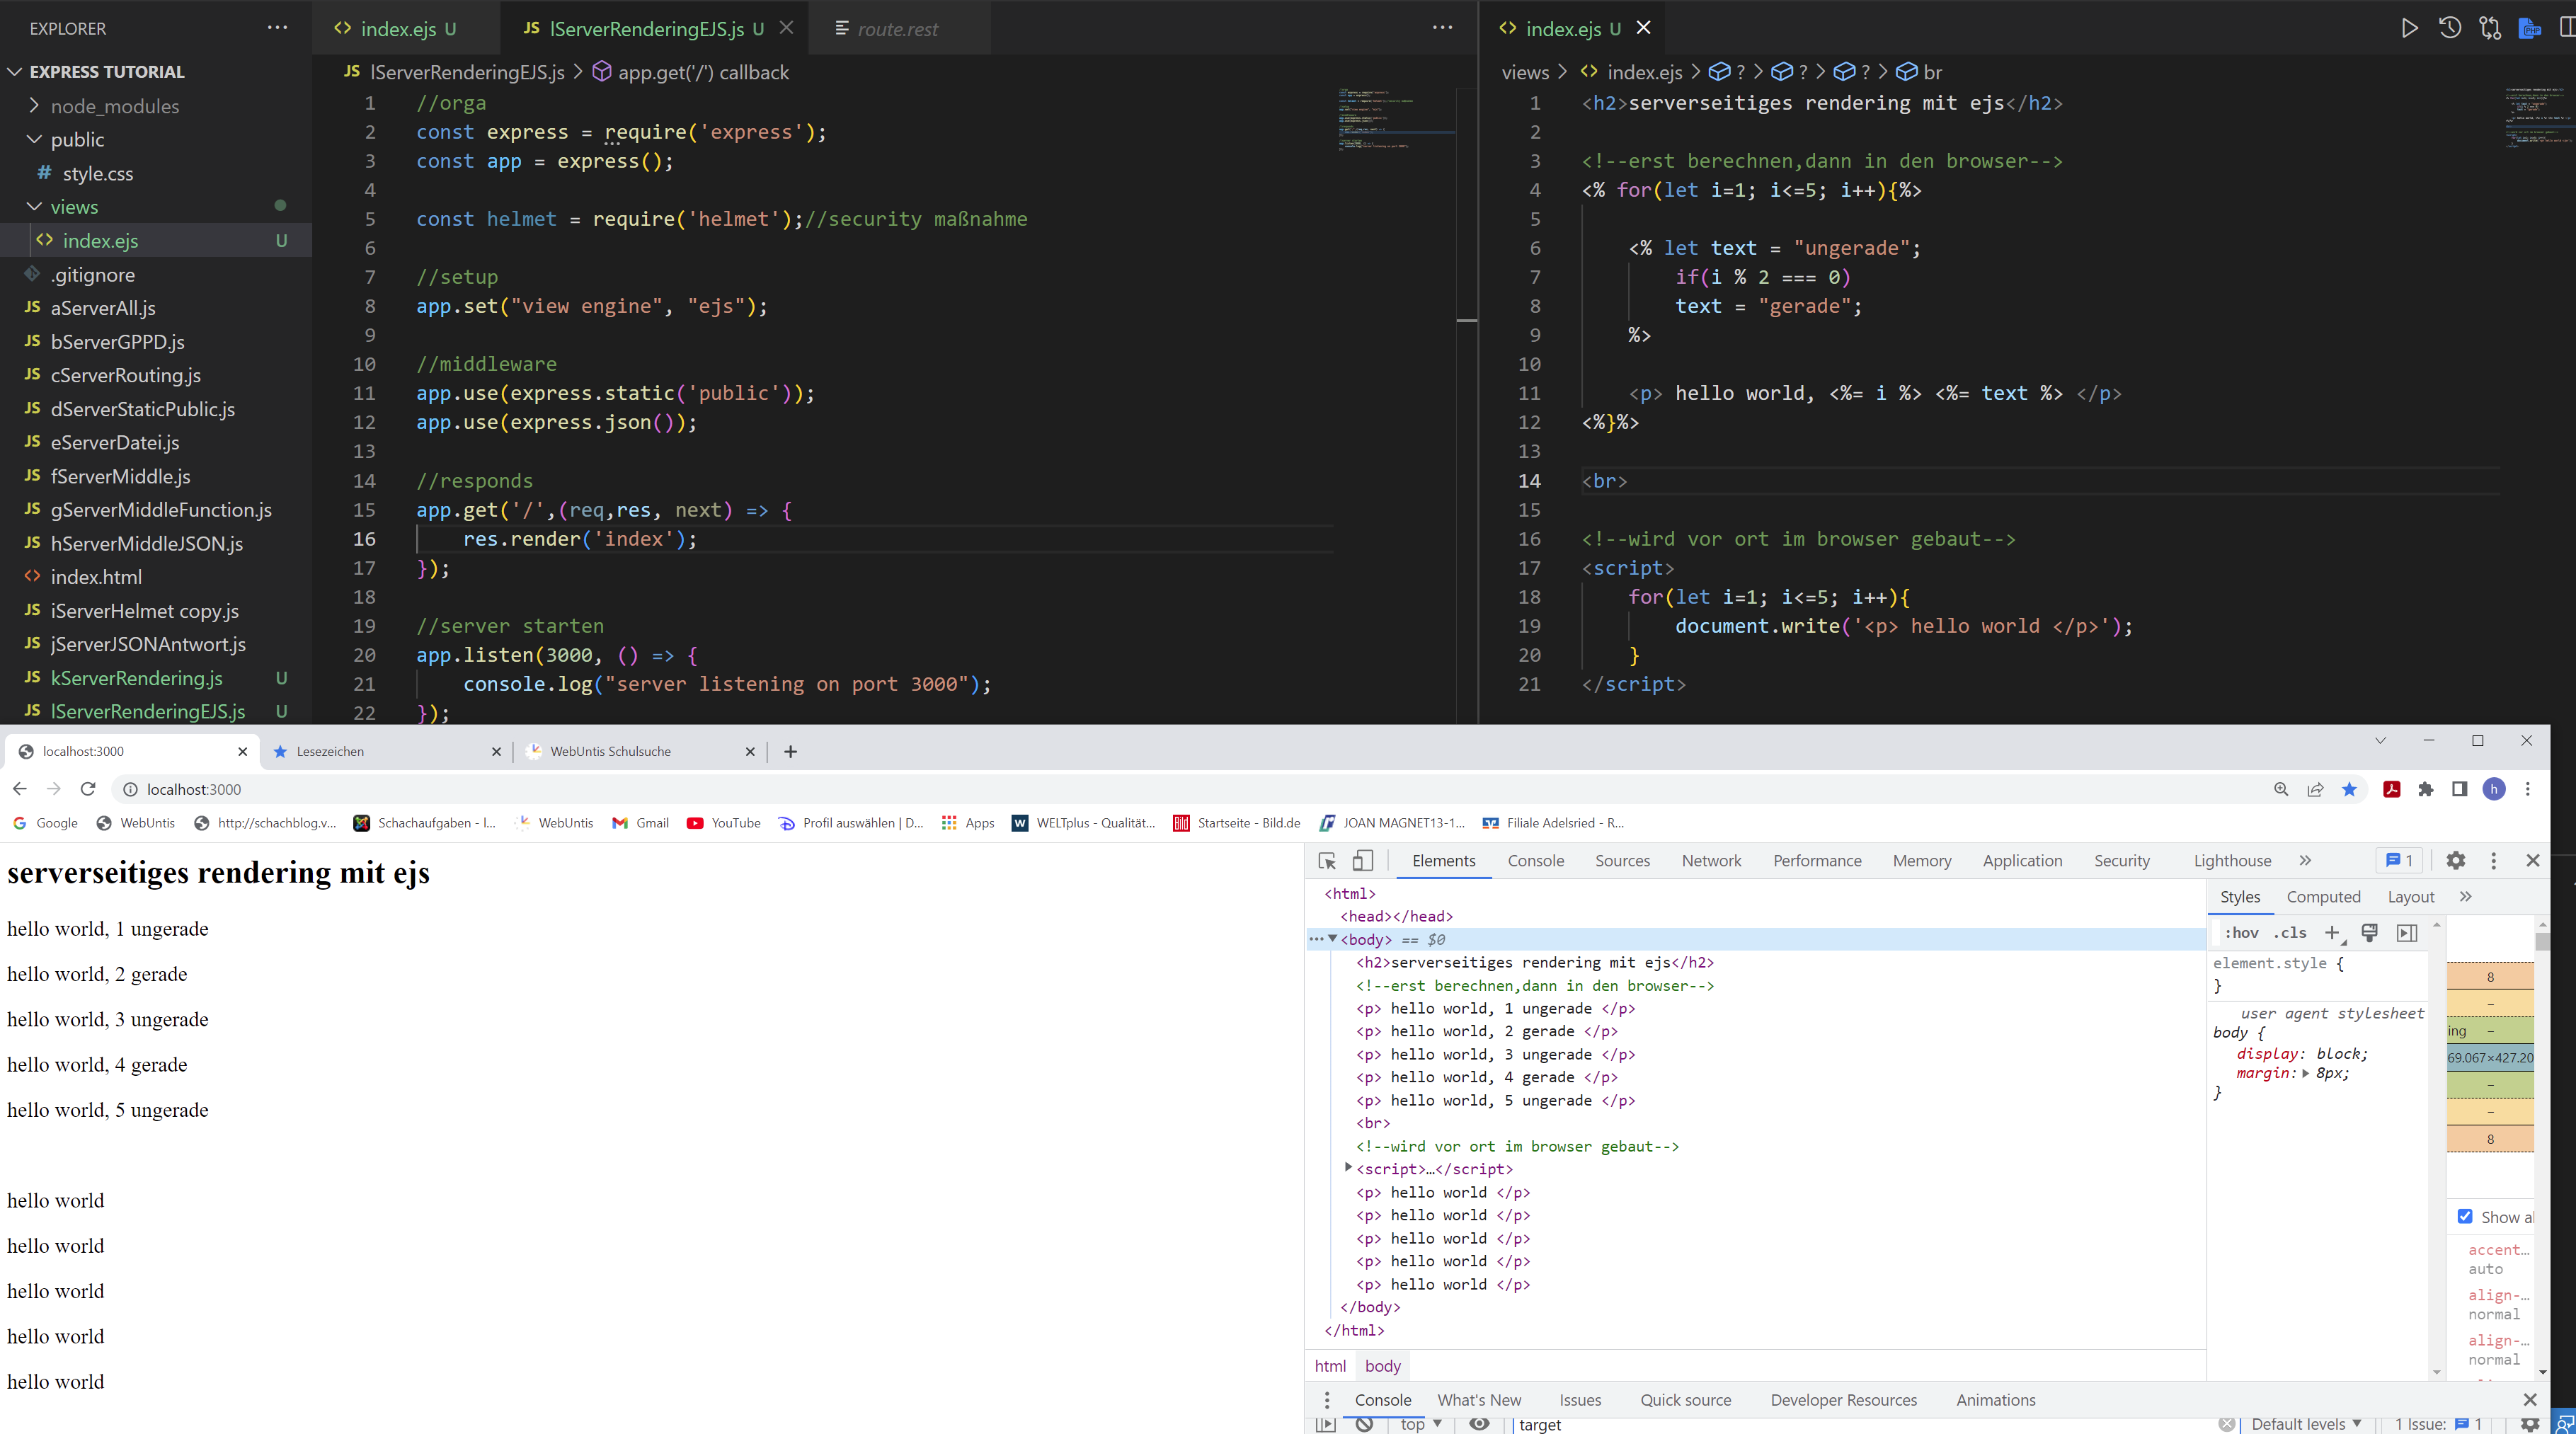 EXPLORER
EXPRESS TUTORIAL
node_modules
public
style.css
views
index.ejs U
.gitignore
aServerAll.js
bServerGPPD.js
cServerRouting.js
dServerStaticPublic.js
eServerDatei.js
fServerMiddle.js
gServerMiddleFunction.js
hServerMiddleJSON.js
index.html
iServerHelmet copy.js
jServerJSONAntwort.js
kServerRendering.js U
lServerRenderingEJS.js U
index.ejs U
JS lServerRenderingEJS.js U
route.rest
JS lServerRenderingEJS.js > app.get('/') callback
1 //orga
2 const express = require('express');
3 const app = express();
4
5 const helmet = require('helmet');//security maßnahme
6
7 //setup
8 app.set("view engine", "ejs");
9
10 //middleware
11 app.use(express.static('public'));
12 app.use(express.json());
13
14 //responds
15 app.get('/',(req,res, next) => {
16 res.render('index');
17 });
18
19 //server starten
20 app.listen(3000, () => {
21 console.log("server listening on port 3000");
22 });
index.ejs U
views > index.ejs > ? > ? > ? > br
1 <h2>serverseitiges rendering mit ejs</h2>
2
3 <!--erst berechnen,dann in den browser-->
4 <% for(let i=1; i<=5; i++){%>
5
6 <% let text = "ungerade";
7 if(i % 2 === 0)
8 text = "gerade";
9 %>
10
11 <p> hello world, <%= i %> <%= text %> </p>
12 <%}%>
13
14 <br>
15
16 <!--wird vor ort im browser gebaut-->
17 <script>
18 for(let i=1; i<=5; i++){
19 document.write('<p> hello world </p>');
20 }
21 </script>
localhost:3000
Lesezeichen
WebUntis Schulsuche
localhost:3000
h
Google
WebUntis
http://schachblog.v...
Schachaufgaben - l...
WebUntis
Gmail
YouTube
Profil auswählen | D...
Apps
WELTplus - Qualität...
Startseite - Bild.de
JOAN MAGNET13-1...
Filiale Adelsried - R...
serverseitiges rendering mit ejs
hello world, 1 ungerade
hello world, 2 gerade
hello world, 3 ungerade
hello world, 4 gerade
hello world, 5 ungerade
hello world
hello world
hello world
hello world
hello world
Elements Console Sources Network Performance Memory Application Security Lighthouse 1
<html>
<head></head>
<body> == $0
<h2>serverseitiges rendering mit ejs</h2>
<!--erst berechnen,dann in den browser-->
<p> hello world, 1 ungerade </p>
<p> hello world, 2 gerade </p>
<p> hello world, 3 ungerade </p>
<p> hello world, 4 gerade </p>
<p> hello world, 5 ungerade </p>
<br>
<!--wird vor ort im browser gebaut-->
<script>…</script>
<p> hello world </p>
<p> hello world </p>
<p> hello world </p>
<p> hello world </p>
<p> hello world </p>
</body>
</html>
html body
Styles Computed Layout
:hov .cls
element.style {
}
user agent stylesheet
body {
display: block;
margin: 8px;
}
8
–
ing –
69.067×427.20
–
–
8
Show al
accent…
auto
align-…
normal
align-…
normal
Console What's New Issues Quick source Developer Resources Animations
top target Default levels 1 Issue: 1